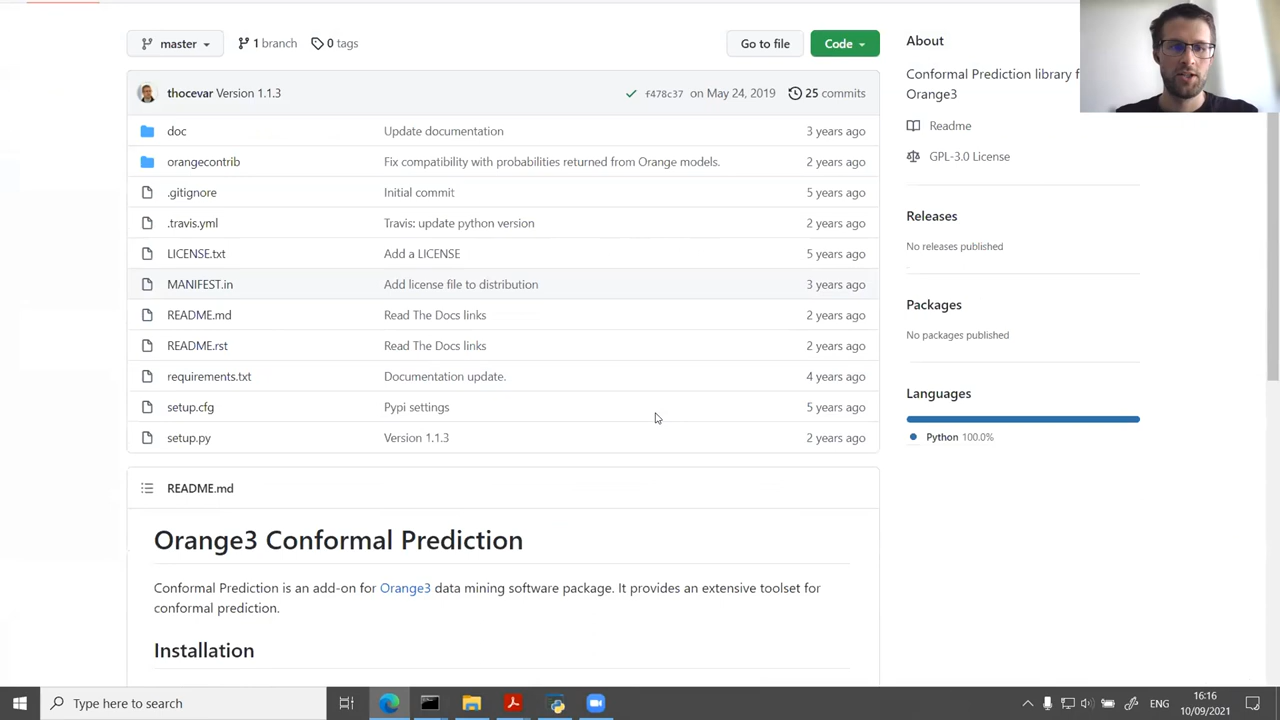 master
1 branch
0 tags
Go to file
Code
thocevar Version 1.1.3
f478c37 on May 24, 2019
25 commits
doc
Update documentation
3 years ago
orangecontrib
Fix compatibility with probabilities returned from Orange models.
2 years ago
.gitignore
Initial commit
5 years ago
.travis.yml
Travis: update python version
2 years ago
LICENSE.txt
Add a LICENSE
5 years ago
MANIFEST.in
Add license file to distribution
3 years ago
README.md
Read The Docs links
2 years ago
README.rst
Read The Docs links
2 years ago
requirements.txt
Documentation update.
4 years ago
setup.cfg
Pypi settings
5 years ago
setup.py
Version 1.1.3
2 years ago
README.md
Orange3 Conformal Prediction
Conformal Prediction is an add-on for Orange3 data mining software package. It provides an extensive toolset for
conformal prediction.
Installation
About
Conformal Prediction library f
Orange3
Readme
GPL-3.0 License
Releases
No releases published
Packages
No packages published
Languages
Python 100.0%
Type here to search
ENG
16:16
10/09/2021